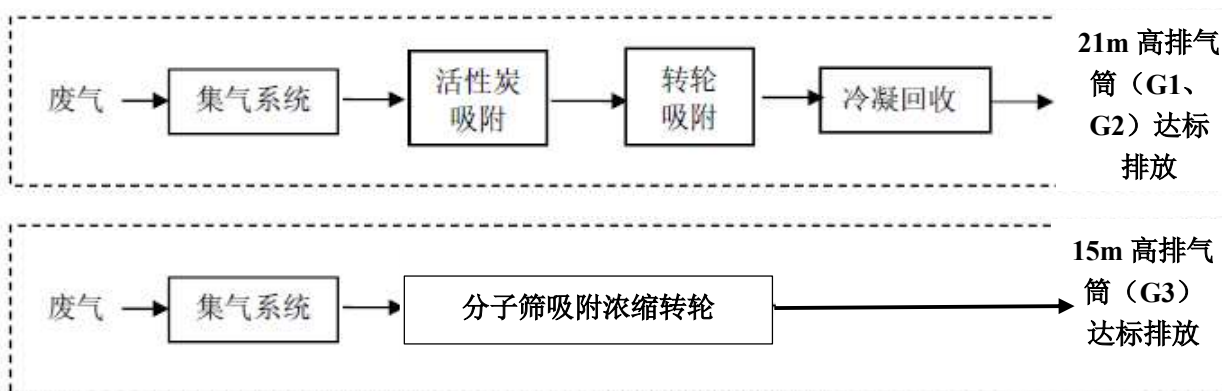 废气
集气系统
活性炭
吸附
转轮
吸附
冷凝回收
21m 高排气
筒（G1、
G2）达标
排放
废气
集气系统
分子筛吸附浓缩转轮
15m 高排气
筒（G3）
达标排放